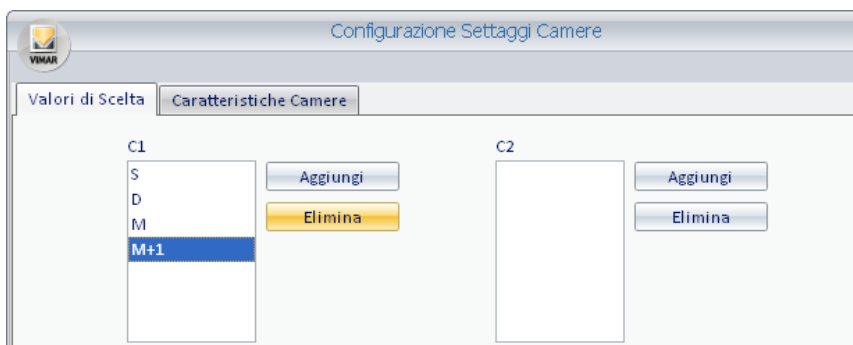 Configurazione Settaggi Camere
VIMAR
Valori di Scelta Caratteristiche Camere
C1 C2
S Aggiungi Aggiungi
D
Elimina Elimina
M
M+1